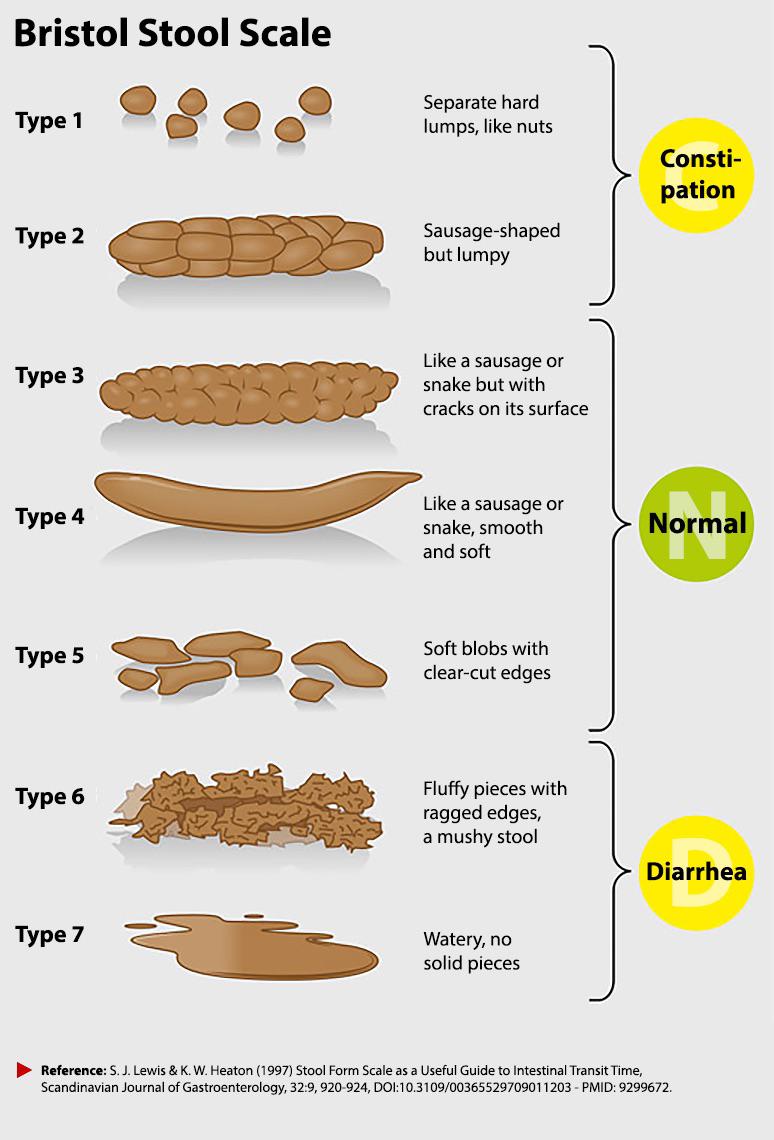 Bristol Stool Scale
Type 1
Separate hard
lumps, like nuts
Consti-
pation
C
Type 2
Sausage-shaped
but lumpy
Type 3
Like a sausage or
snake but with
cracks on its surface
Type 4
Like a sausage or
snake, smooth
and soft
Normal
N
Type 5
Soft blobs with
clear-cut edges
Type 6
Fluffy pieces with
ragged edges,
a mushy stool
Diarrhea
D
Type 7
Watery, no
solid pieces
Reference: S. J. Lewis & K. W. Heaton (1997) Stool Form Scale as a Useful Guide to Intestinal Transit Time,
Scandinavian Journal of Gastroenterology, 32:9, 920-924, DOI:10.3109/00365529709011203 - PMID: 9299672.